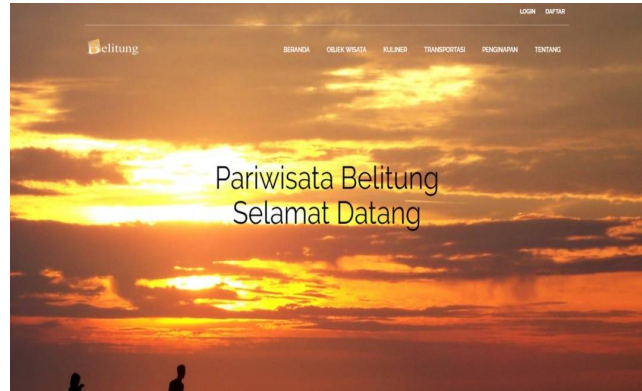 LOGIN DAFTAR
Belitung
BERANDA OBJEK WISATA KULINER TRANSPORTASI PENGINAPAN TENTANG
Pariwisata Belitung
Selamat Datang